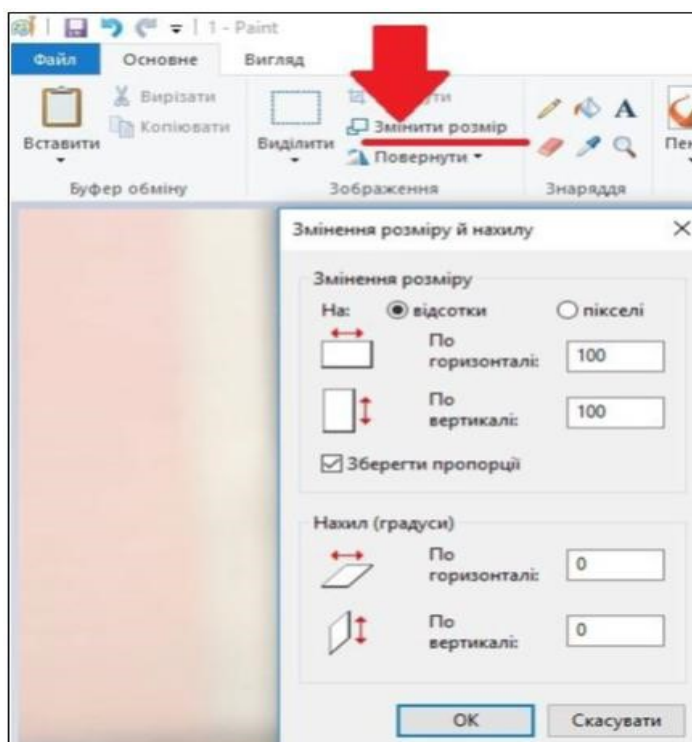 1 - Paint
Файл Основне Вигляд
Вставити
Вирізати
Копіювати
Буфер обміну
Виділити
Змінити розмір
Повернути
Зображення
A
Знаряддя
Змінення розміру й нахилу
Змінення розміру
На: відсотки пікселі
По
горизонталі: 100
По
вертикалі: 100
Зберегти пропорції
Нахил (градуси)
По
горизонталі: 0
По
вертикалі: 0
OK Скасувати